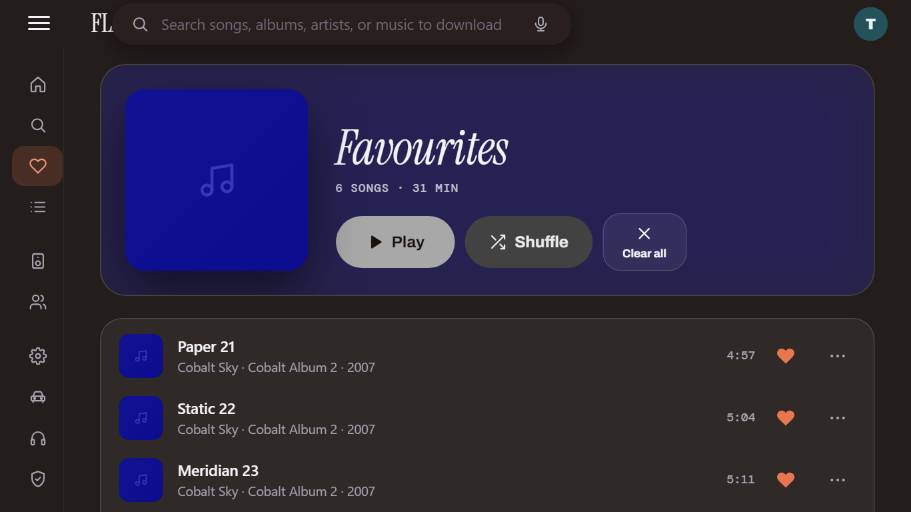 Search songs, albums, artists, or music to download
T
Favourites
6 SONGS · 31 MIN
Play
Shuffle
Clear all
Paper 21
4:57
Cobalt Sky · Cobalt Album 2 · 2007
Static 22
5:04
Cobalt Sky · Cobalt Album 2 · 2007
Meridian 23
5:11
Cobalt Sky · Cobalt Album 2 · 2007